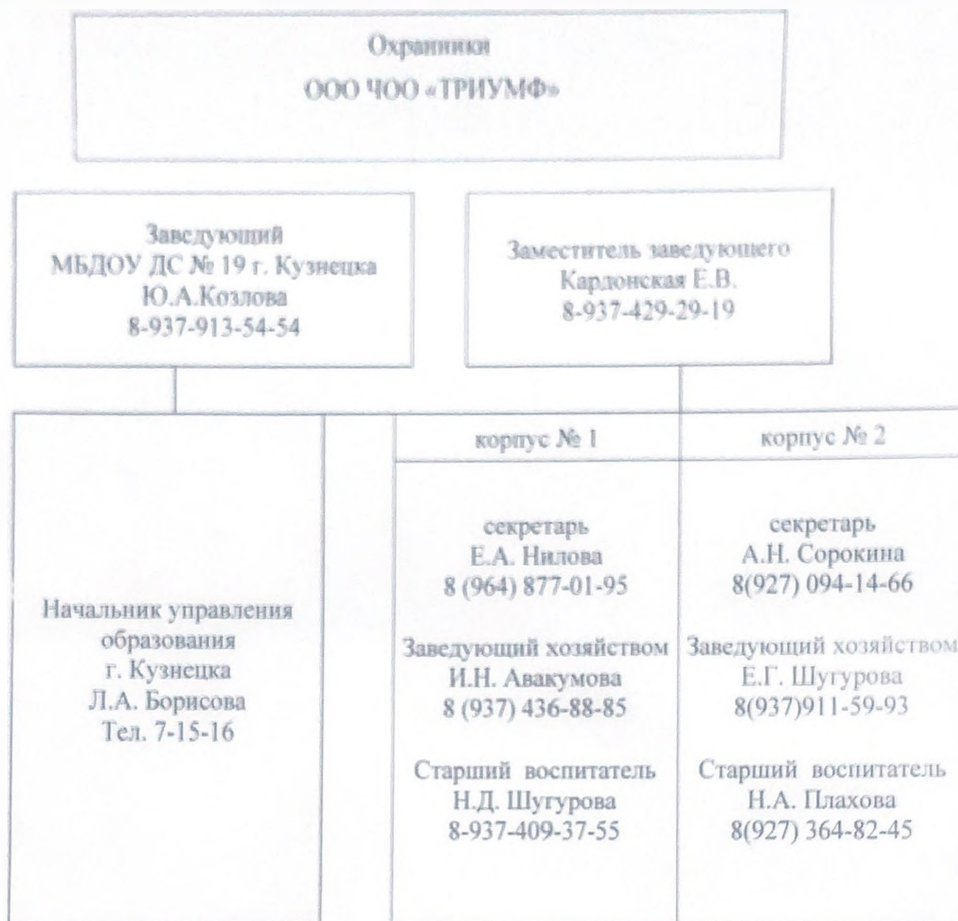 Охранники
ООО ЧОО «ТРИУМФ»
Заведующий
МБДОУ ДС № 19 г. Кузнецка
Ю.А.Козлова
8-937-913-54-54
Заместитель заведующего
Кардонская Е.В.
8-937-429-29-19
Начальник управления
образования
г. Кузнецка
Л.А. Борисова
Тел. 7-15-16
корпус № 1
секретарь
Е.А. Нилова
8 (964) 877-01-95
Заведующий хозяйством
И.Н. Авакумова
8 (937) 436-88-85
Старший воспитатель
Н.Д. Шугурова
8-937-409-37-55
корпус № 2
секретарь
А.Н. Сорокина
8(927) 094-14-66
Заведующий хозяйством
Е.Г. Шугурова
8(937)911-59-93
Старший воспитатель
Н.А. Плахова
8(927) 364-82-45